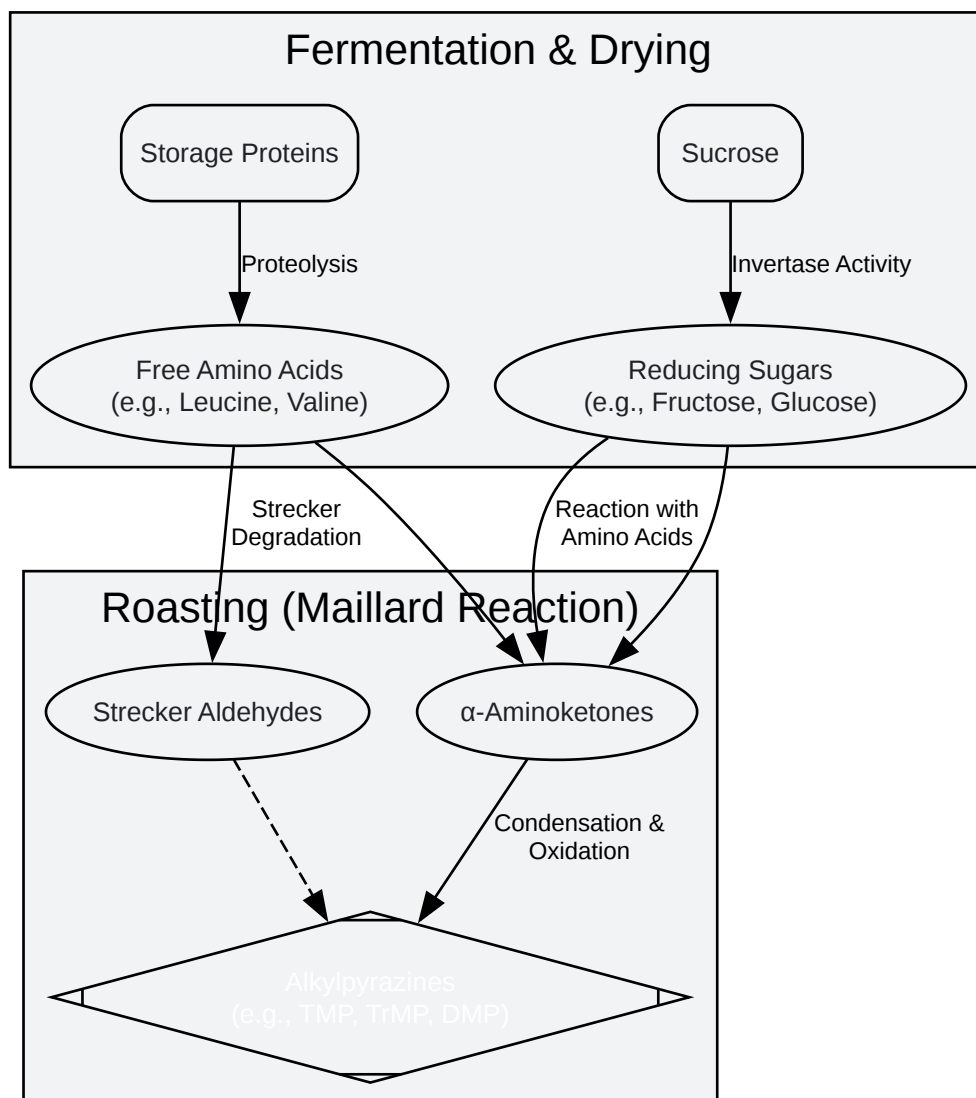 Fermentation & Drying
Storage Proteins
Sucrose
Proteolysis
Invertase Activity
Free Amino Acids
(e.g., Leucine, Valine)
Reducing Sugars
(e.g., Fructose, Glucose)
Strecker
Degradation
Reaction with
Amino Acids
Roasting (Maillard Reaction)
Strecker Aldehydes
α-Aminoketones
Condensation &
Oxidation
Alkylpyrazines
(e.g., TMP, TrMP, DMP)